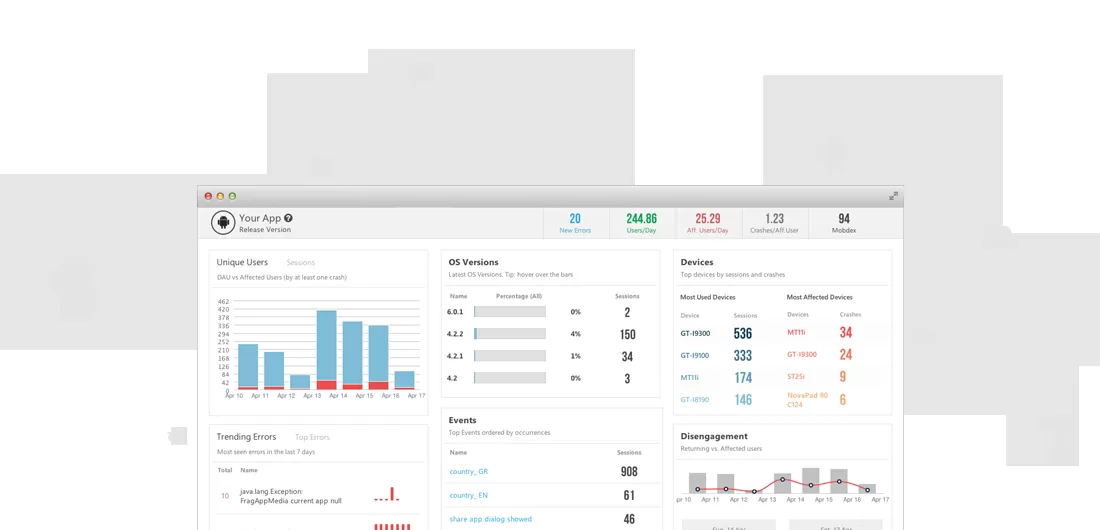 Your App ?
Release Version
20
New Errors
244.86
Users/Day
25.29
Aff. Users/Day
1.23
Crashes/Aff.User
94
Mobdex
Unique Users Sessions
DAU vs Affected Users (by at least one crash)
462
420
378
336
294
252
210
168
126
84
42
0
Apr 10 Apr 11 Apr 12 Apr 13 Apr 14 Apr 15 Apr 16 Apr 17
Trending Errors Top Errors
Most seen errors in the last 7 days
Total Name
10 java.lang.Exception:
FragAppMedia current app null
OS Versions
Latest OS Versions. Tip: hover over the bars
Name Percentage (All) Sessions
6.0.1 0% 2
4.2.2 4% 150
4.2.1 1% 34
4.2 0% 3
Events
Top Events ordered by occurrences
Name Sessions
country_ GR 908
country_ EN 61
share app dialog showed 46
Devices
Top devices by sessions and crashes
Most Used Devices
Device Sessions
GT-I9300 536
GT-I9100 333
MT11i 174
GT-I8190 146
Most Affected Devices
Devices Crashes
MT11i 34
GT-I9300 24
ST25i 9
NovaPad 80
C124 6
Disengagement
Returning vs. Affected users
pr 10 Apr 11 Apr 12 Apr 13 Apr 14 Apr 15 Apr 16 Apr 17